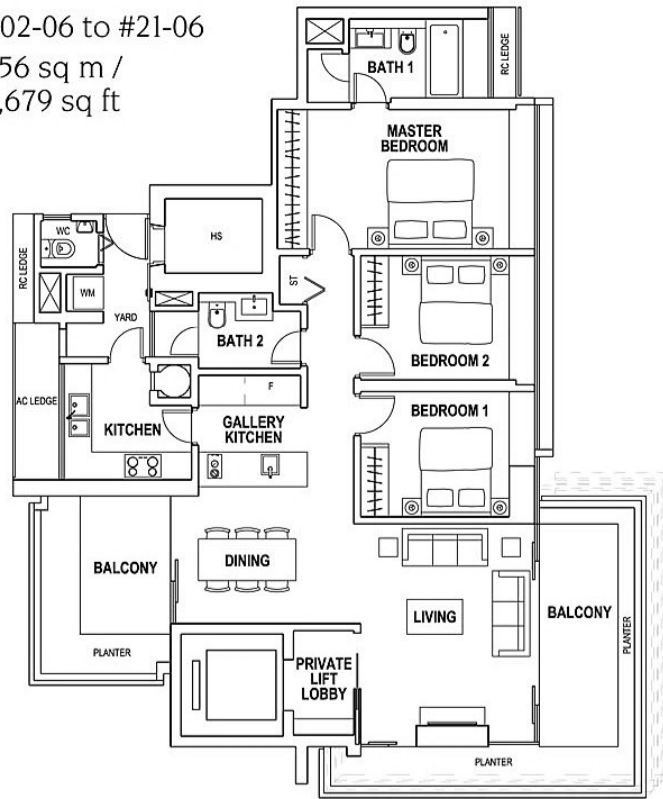 02-06 to #21-06
56 sq m /
,679 sq ft
BATH 1
RC LEDGE
MASTER
BEDROOM
WC
HS
RC LEDGE
ST
WM
YARD
BATH 2
BEDROOM 2
AC LEDGE
F
BEDROOM 1
KITCHEN
GALLERY
KITCHEN
BALCONY
DINING
LIVING
BALCONY
PLANTER
PLANTER
PRIVATE
LIFT
LOBBY
PLANTER